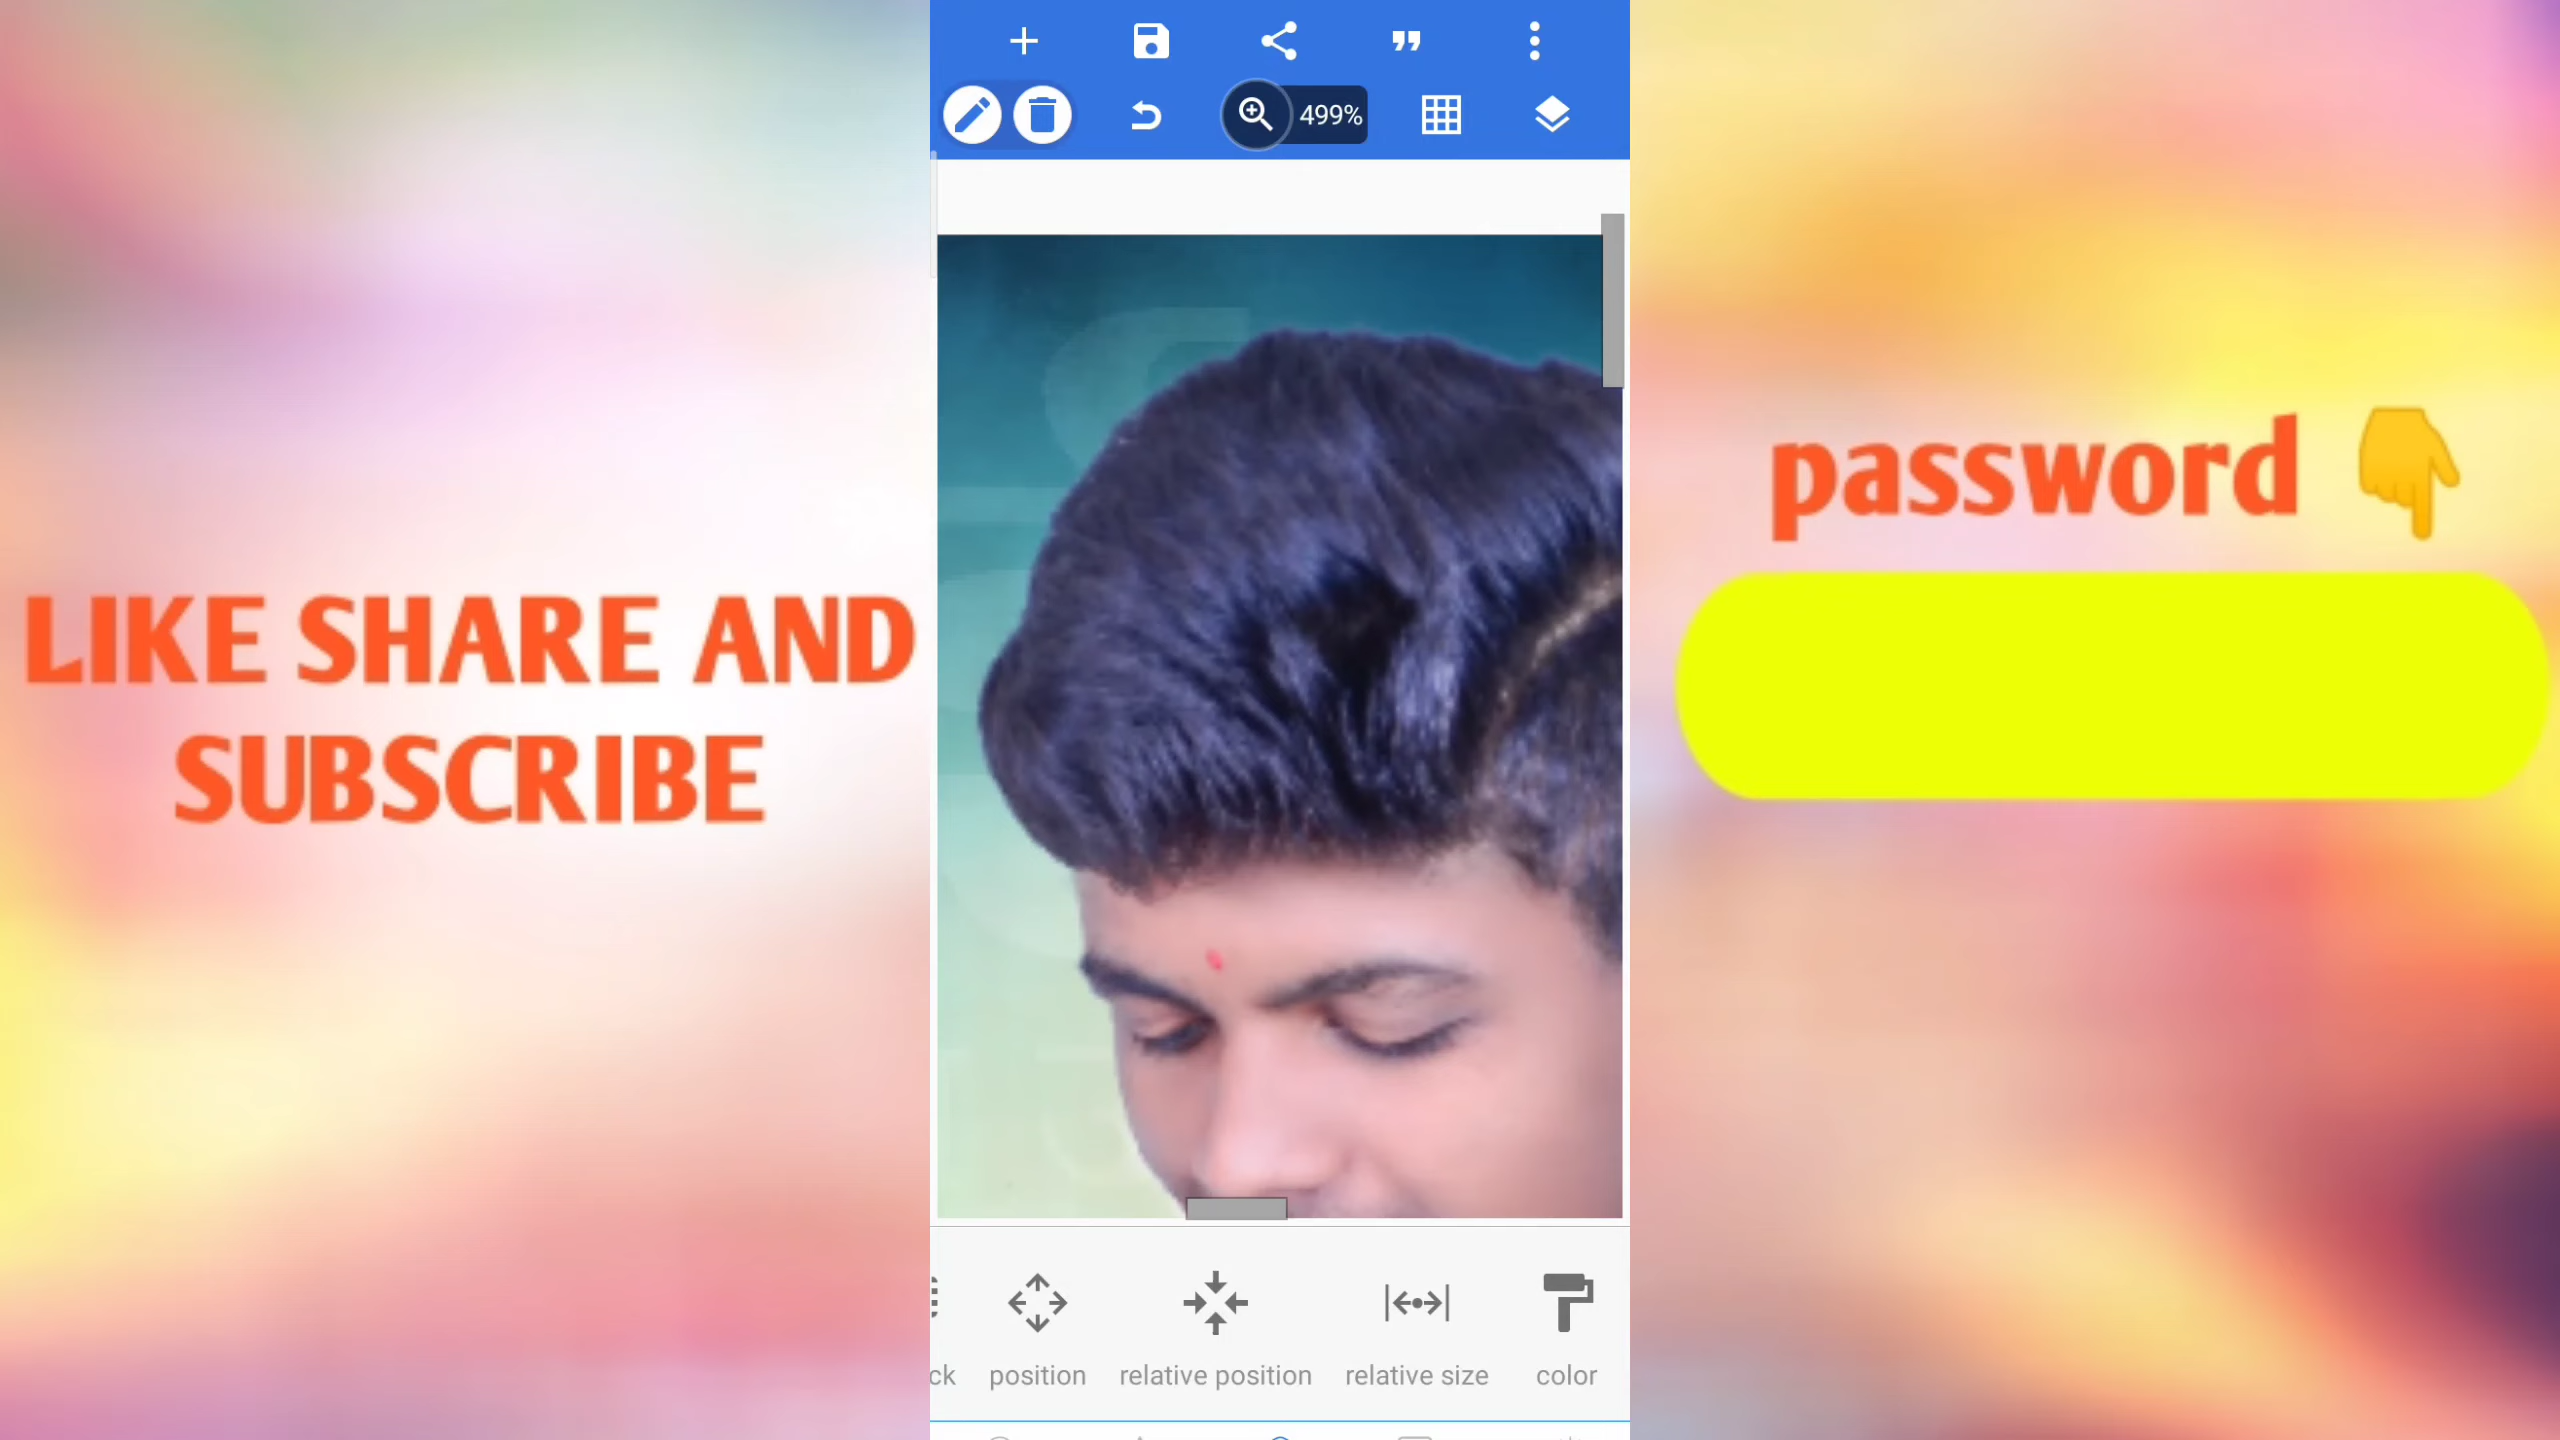 499%
LIKE SHARE AND
SUBSCRIBE
password 👇
ck position relative position relative size color